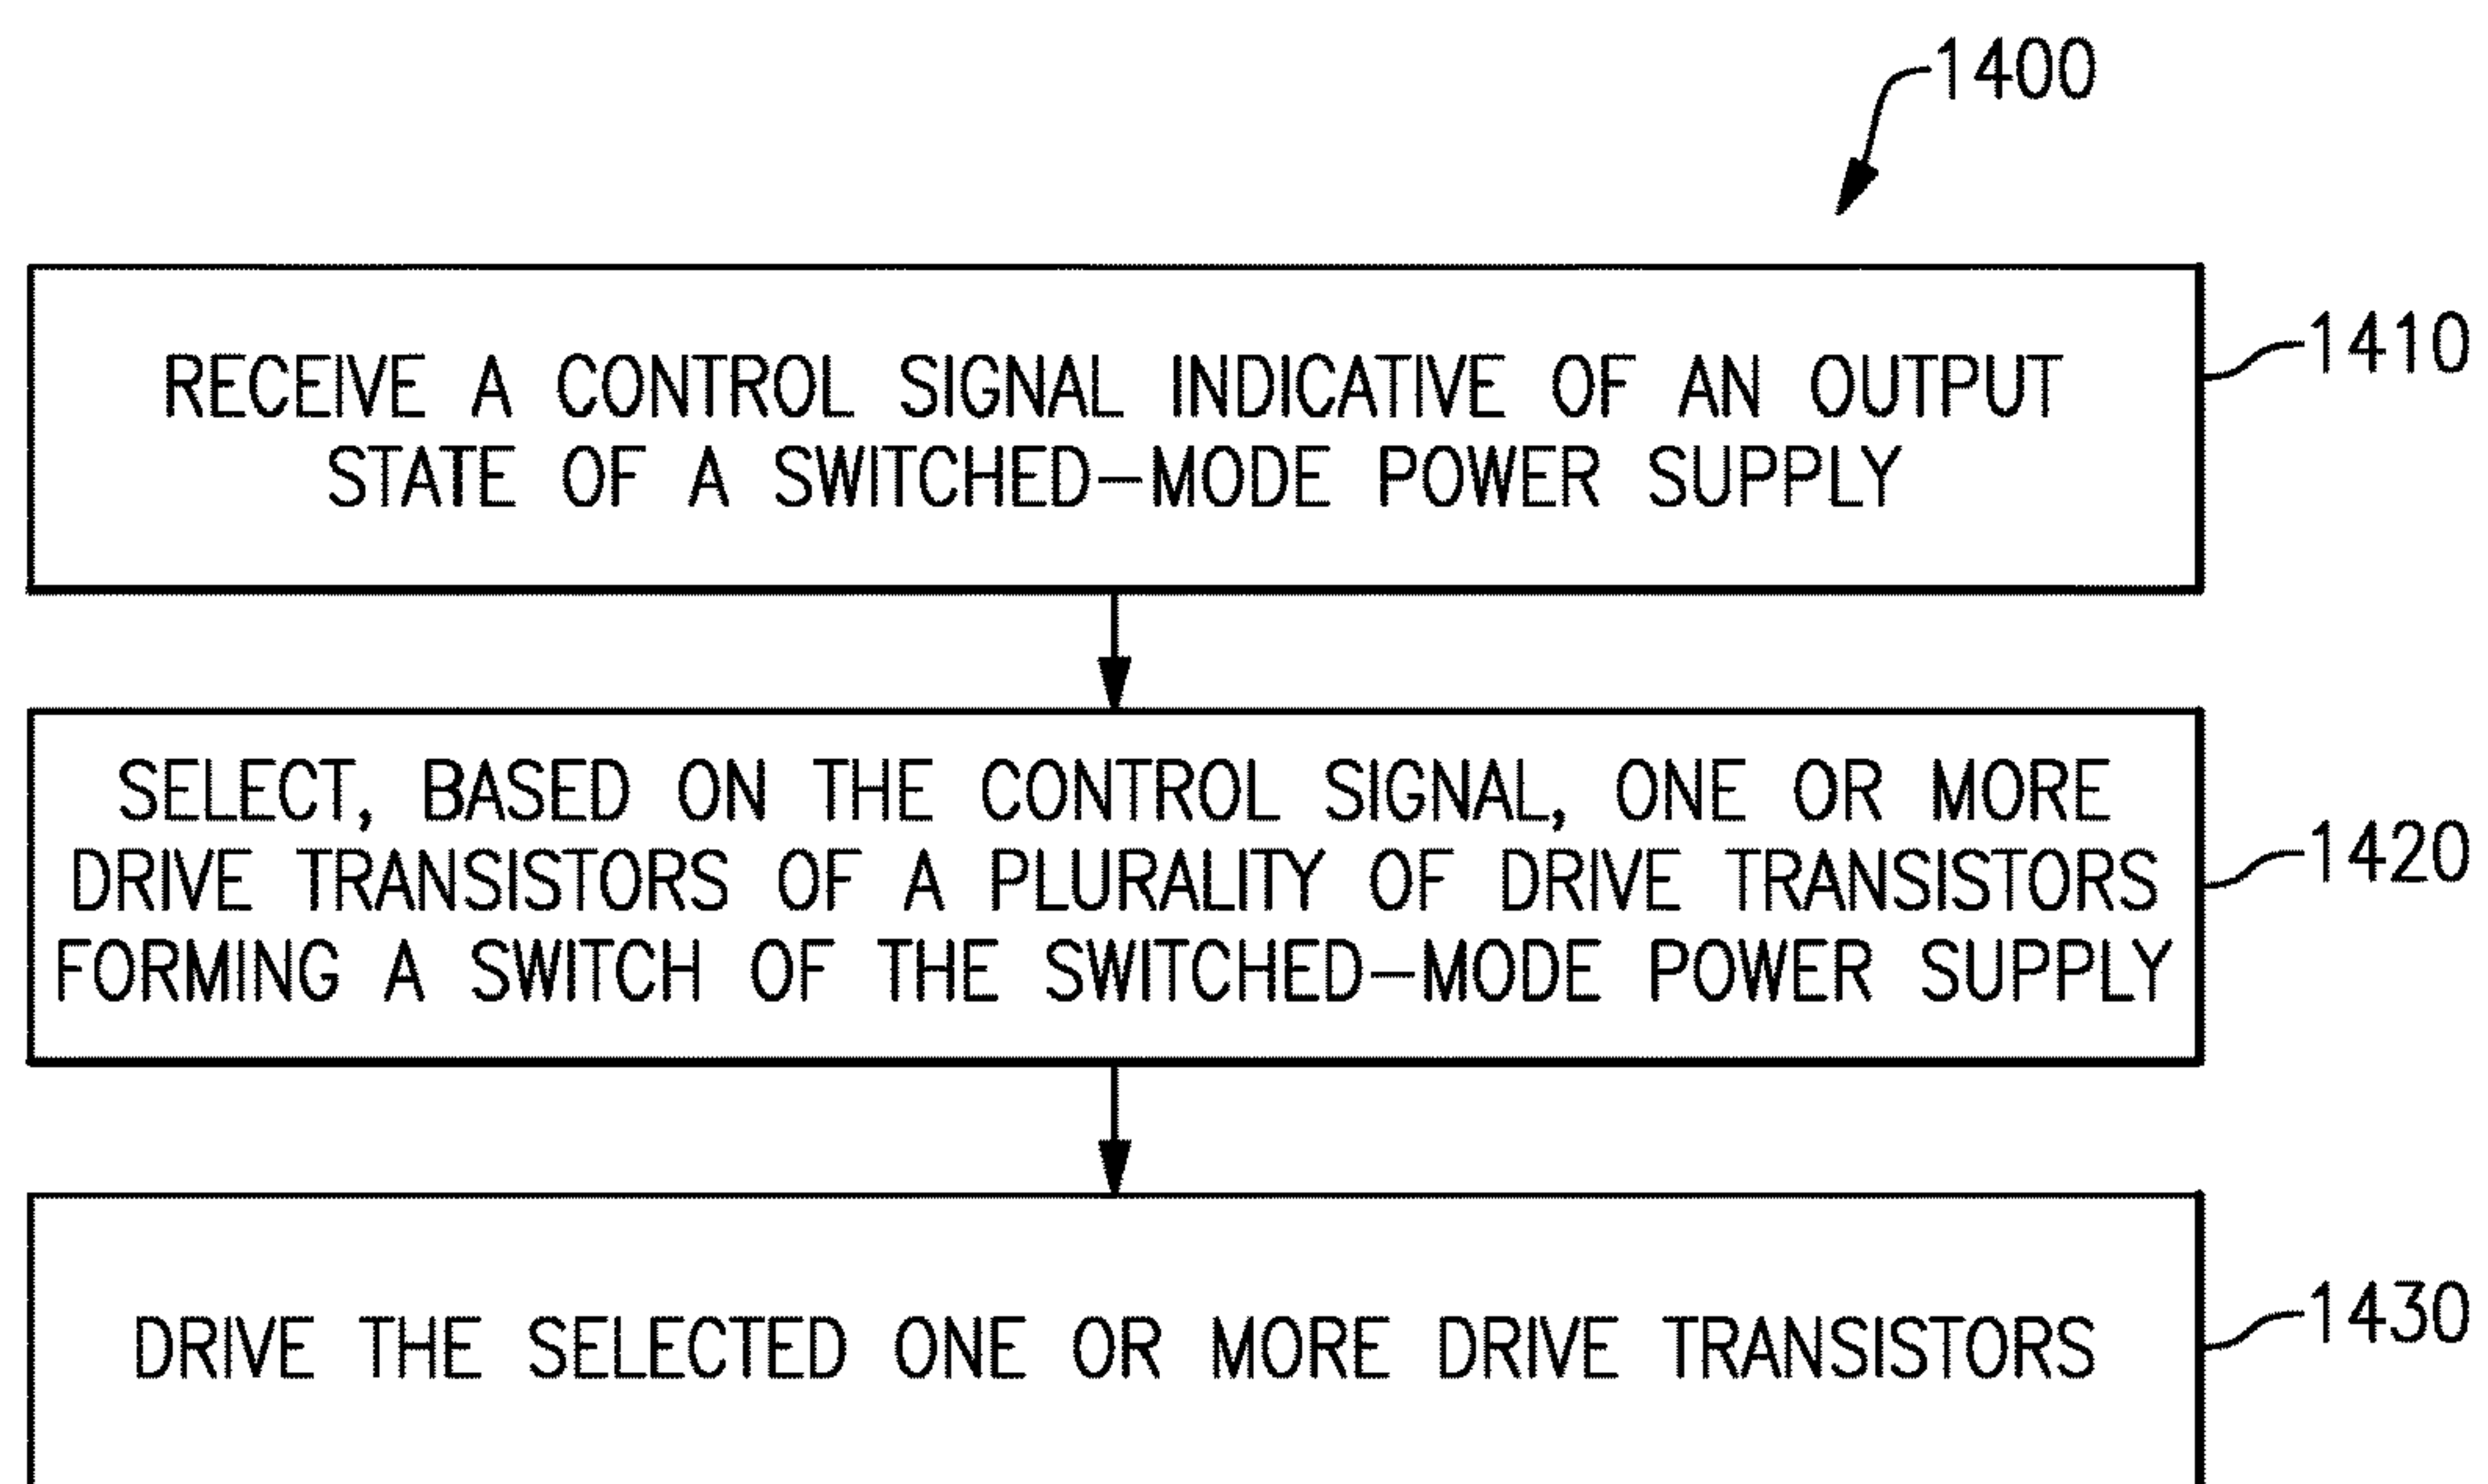 1400
RECEIVE A CONTROL SIGNAL INDICATIVE OF AN OUTPUT
STATE OF A SWITCHED-MODE POWER SUPPLY
1410
SELECT, BASED ON THE CONTROL SIGNAL, ONE OR MORE
DRIVE TRANSISTORS OF A PLURALITY OF DRIVE TRANSISTORS
FORMING A SWITCH OF THE SWITCHED-MODE POWER SUPPLY
1420
DRIVE THE SELECTED ONE OR MORE DRIVE TRANSISTORS
1430